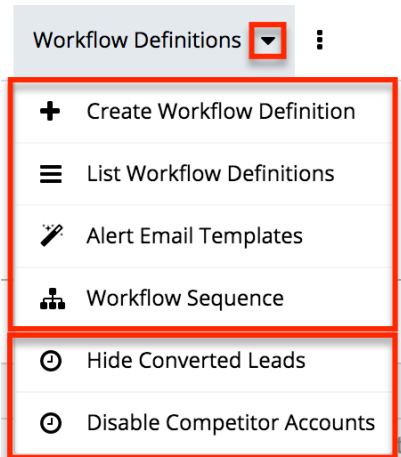 Workflow Definitions
Create Workflow Definition
List Workflow Definitions
Alert Email Templates
Workflow Sequence
Hide Converted Leads
Disable Competitor Accounts